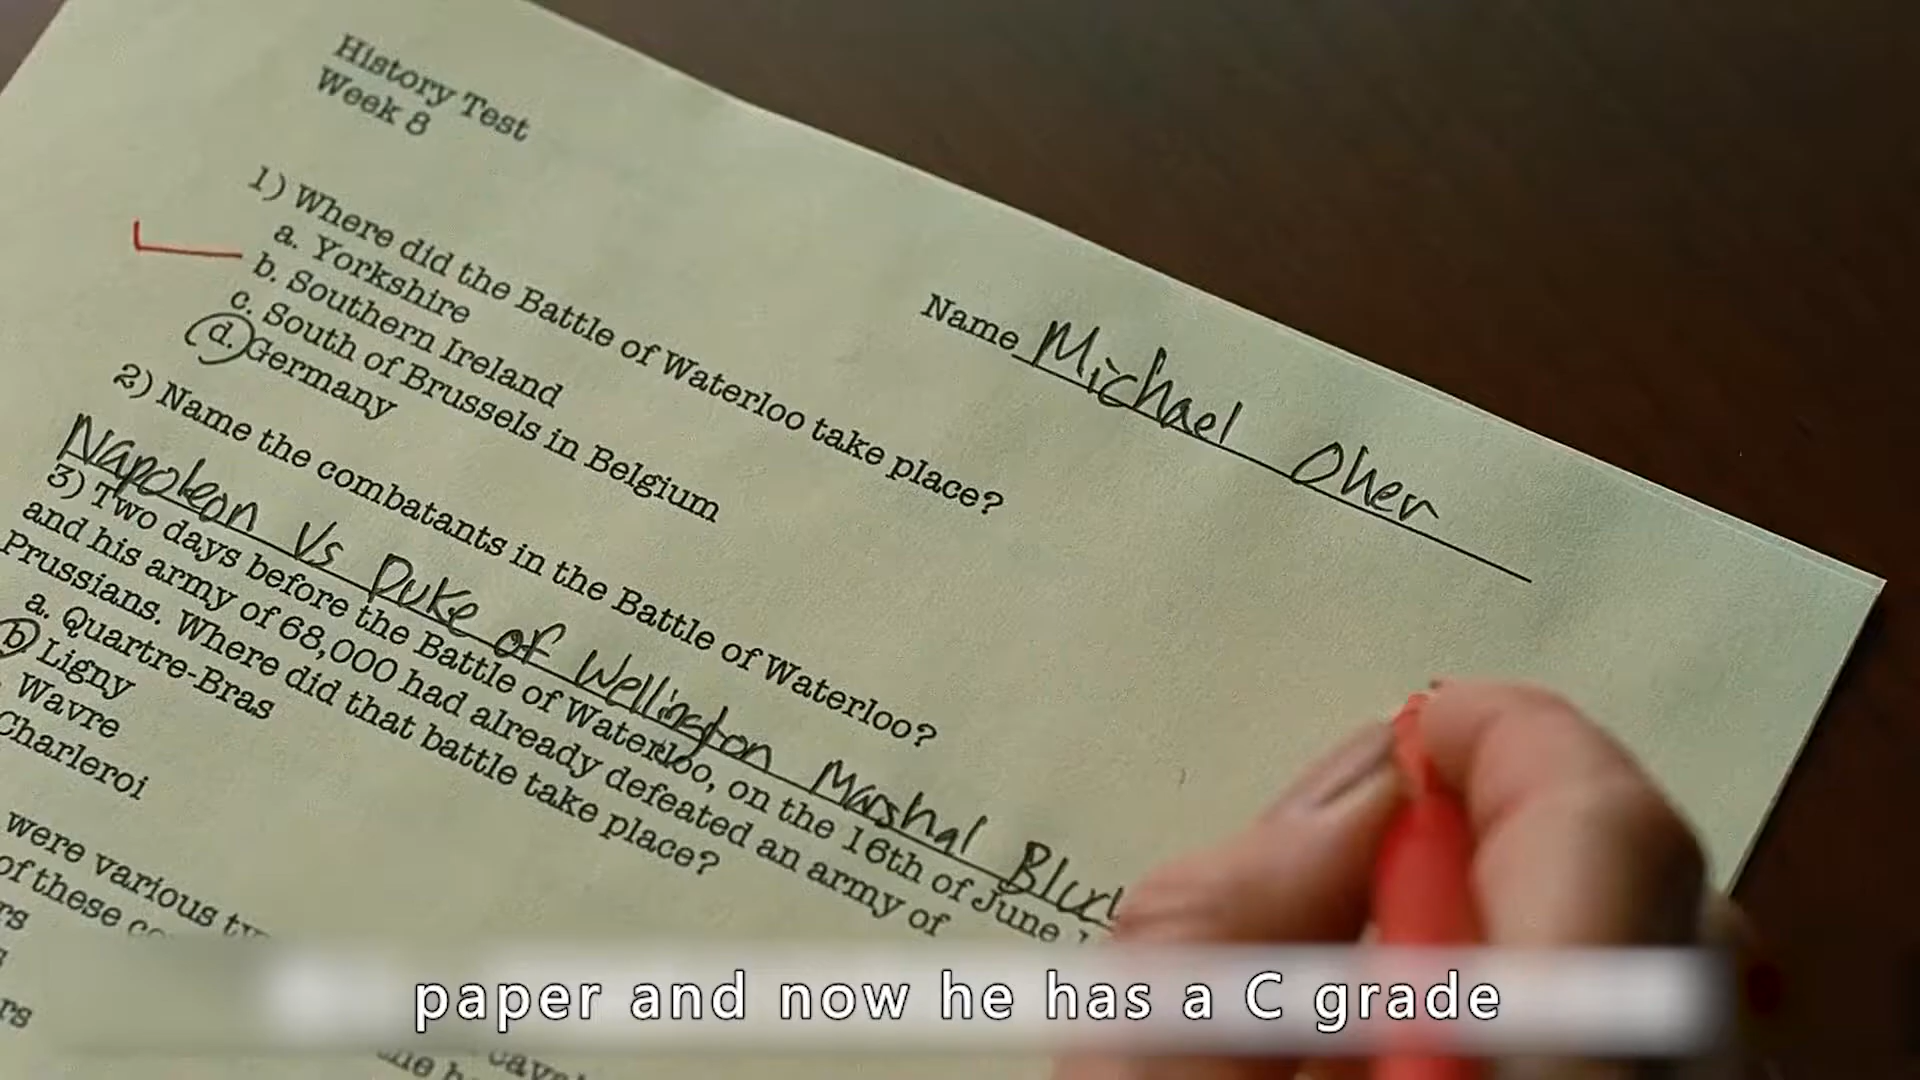 History Test
Week 8
Name Michael Oher
1) Where did the Battle of Waterloo take place?
a. Yorkshire
b. Southern Ireland
c. South of Brussels in Belgium
d. Germany
2) Name the combatants in the Battle of Waterloo?
Napoleon Vs Duke of Wellington Marshal
3) Two days before the Battle of Waterloo, on the 16th of June
and his army of 68,000 had already defeated an army of
Prussians. Where did that battle take place?
a. Quartre-Bras
b) Ligny
Wavre
Charleroi
were various
of these
paper and now he has a C grade